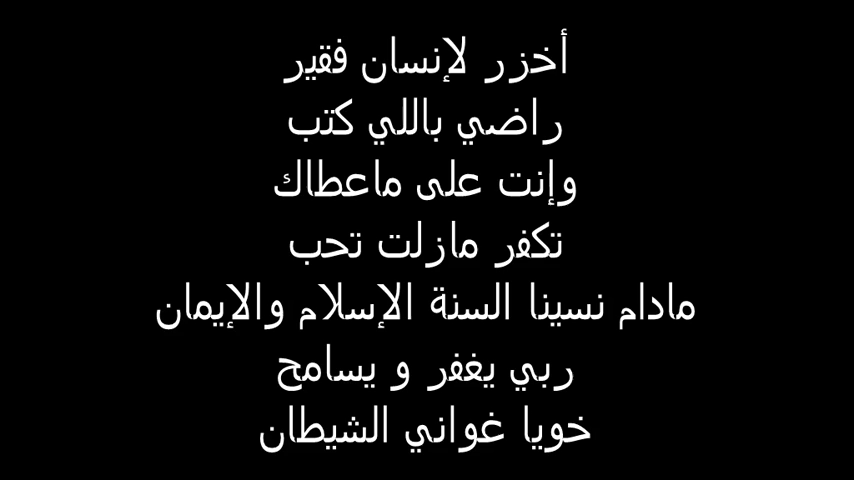 أخزر لإنسان فقير
راضي باللي كتب
وإنت على ماعطاك
تكفر مازلت تحب
مادام نسينا السنة الإسلام والإيمان
ربي يغفر و يسامح
خويا غواني الشيطان